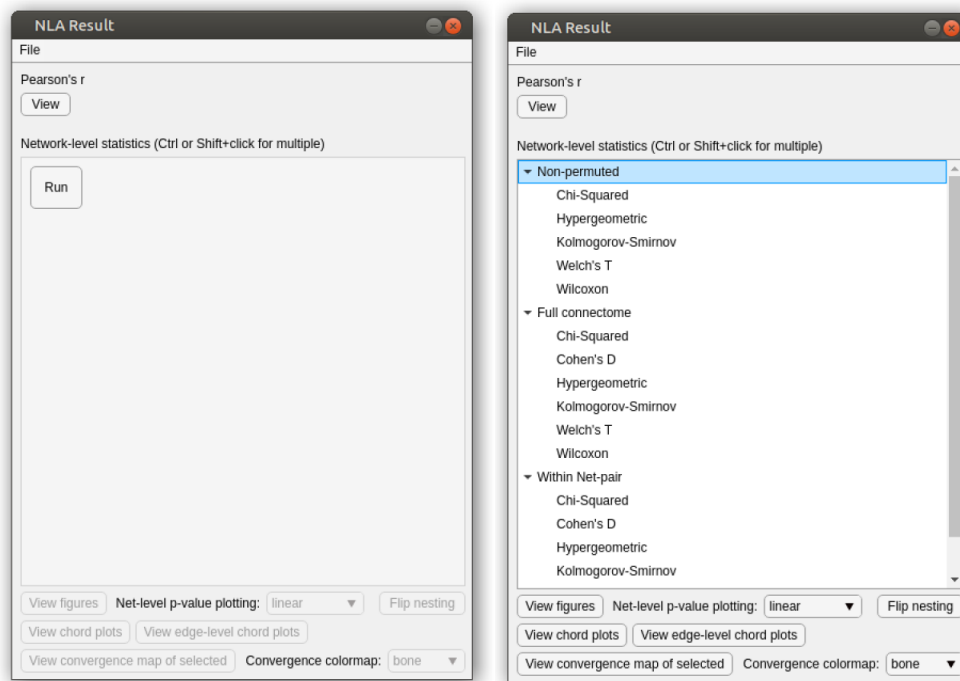 NLA Result
File
Pearson's r
View
Network-level statistics (Ctrl or Shift+click for multiple)
Run
View figures Net-level p-value plotting: linear Flip nesting
View chord plots View edge-level chord plots
View convergence map of selected Convergence colormap: bone
NLA Result
File
Pearson's r
View
Network-level statistics (Ctrl or Shift+click for multiple)
Non-permuted
Chi-Squared
Hypergeometric
Kolmogorov-Smirnov
Welch's T
Wilcoxon
Full connectome
Chi-Squared
Cohen's D
Hypergeometric
Kolmogorov-Smirnov
Welch's T
Wilcoxon
Within Net-pair
Chi-Squared
Cohen's D
Hypergeometric
Kolmogorov-Smirnov
View figures Net-level p-value plotting: linear Flip nesting
View chord plots View edge-level chord plots
View convergence map of selected Convergence colormap: bone